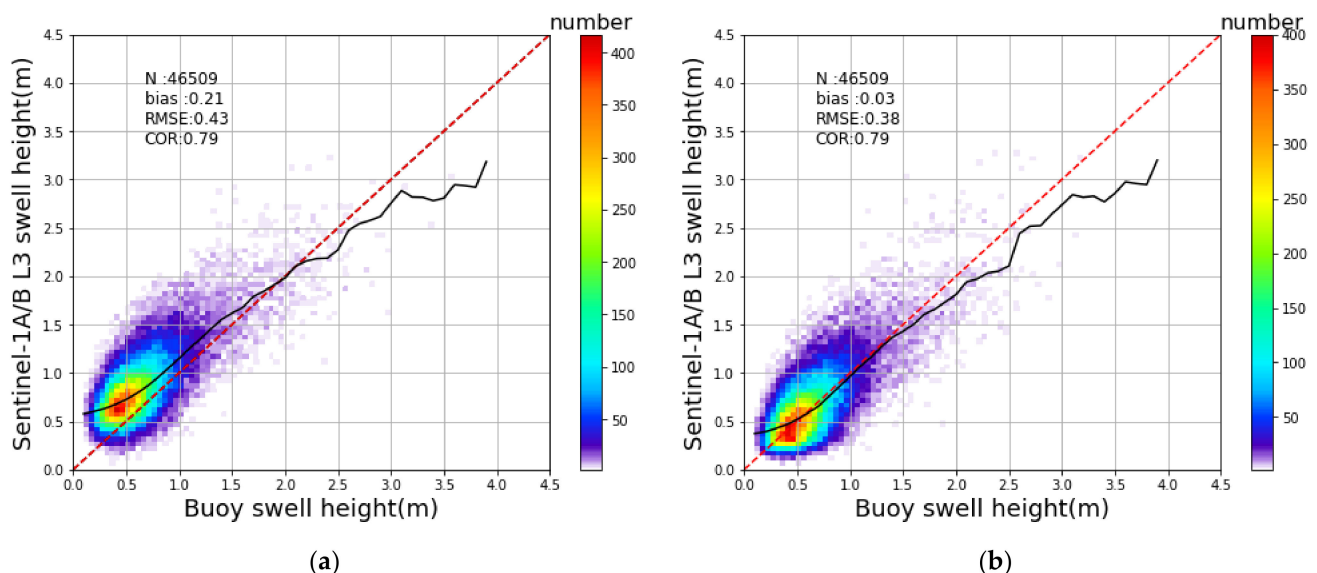 number
4.5
4.0
3.5
3.0
2.5
2.0
1.5
1.0
0.5
0.0
Sentinel-1A/B L3 swell height(m)
N :46509
bias :0.21
RMSE:0.43
COR:0.79
0.0 0.5 1.0 1.5 2.0 2.5 3.0 3.5 4.0 4.5
Buoy swell height(m)
400
350
300
250
200
150
100
50
(a)
number
4.5
4.0
3.5
3.0
2.5
2.0
1.5
1.0
0.5
0.0
Sentinel-1A/B L3 swell height(m)
N :46509
bias :0.03
RMSE:0.38
COR:0.79
0.0 0.5 1.0 1.5 2.0 2.5 3.0 3.5 4.0 4.5
Buoy swell height(m)
400
350
300
250
200
150
100
50
(b)